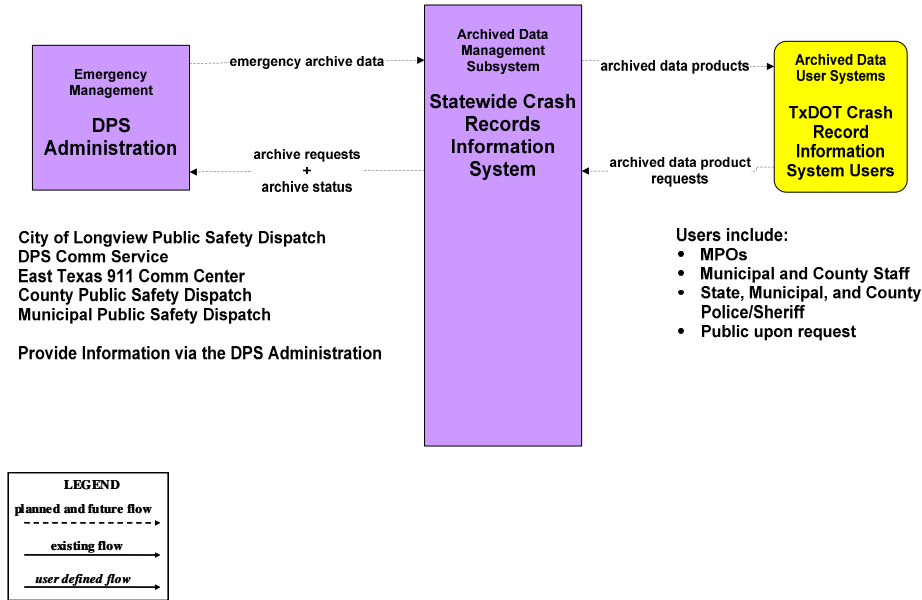 Emergency
Management
DPS
Administration
emergency archive data
archive requests
+
archive status
Archived Data
Management
Subsystem
Statewide Crash
Records
Information
System
archived data products
archived data product
requests
Archived Data
User Systems
TxDOT Crash
Record
Information
System Users
City of Longview Public Safety Dispatch
DPS Comm Service
East Texas 911 Comm Center
County Public Safety Dispatch
Municipal Public Safety Dispatch
Provide Information via the DPS Administration
Users include:
• MPOs
• Municipal and County Staff
• State, Municipal, and County
Police/Sheriff
• Public upon request
LEGEND
planned and future flow
existing flow
user defined flow